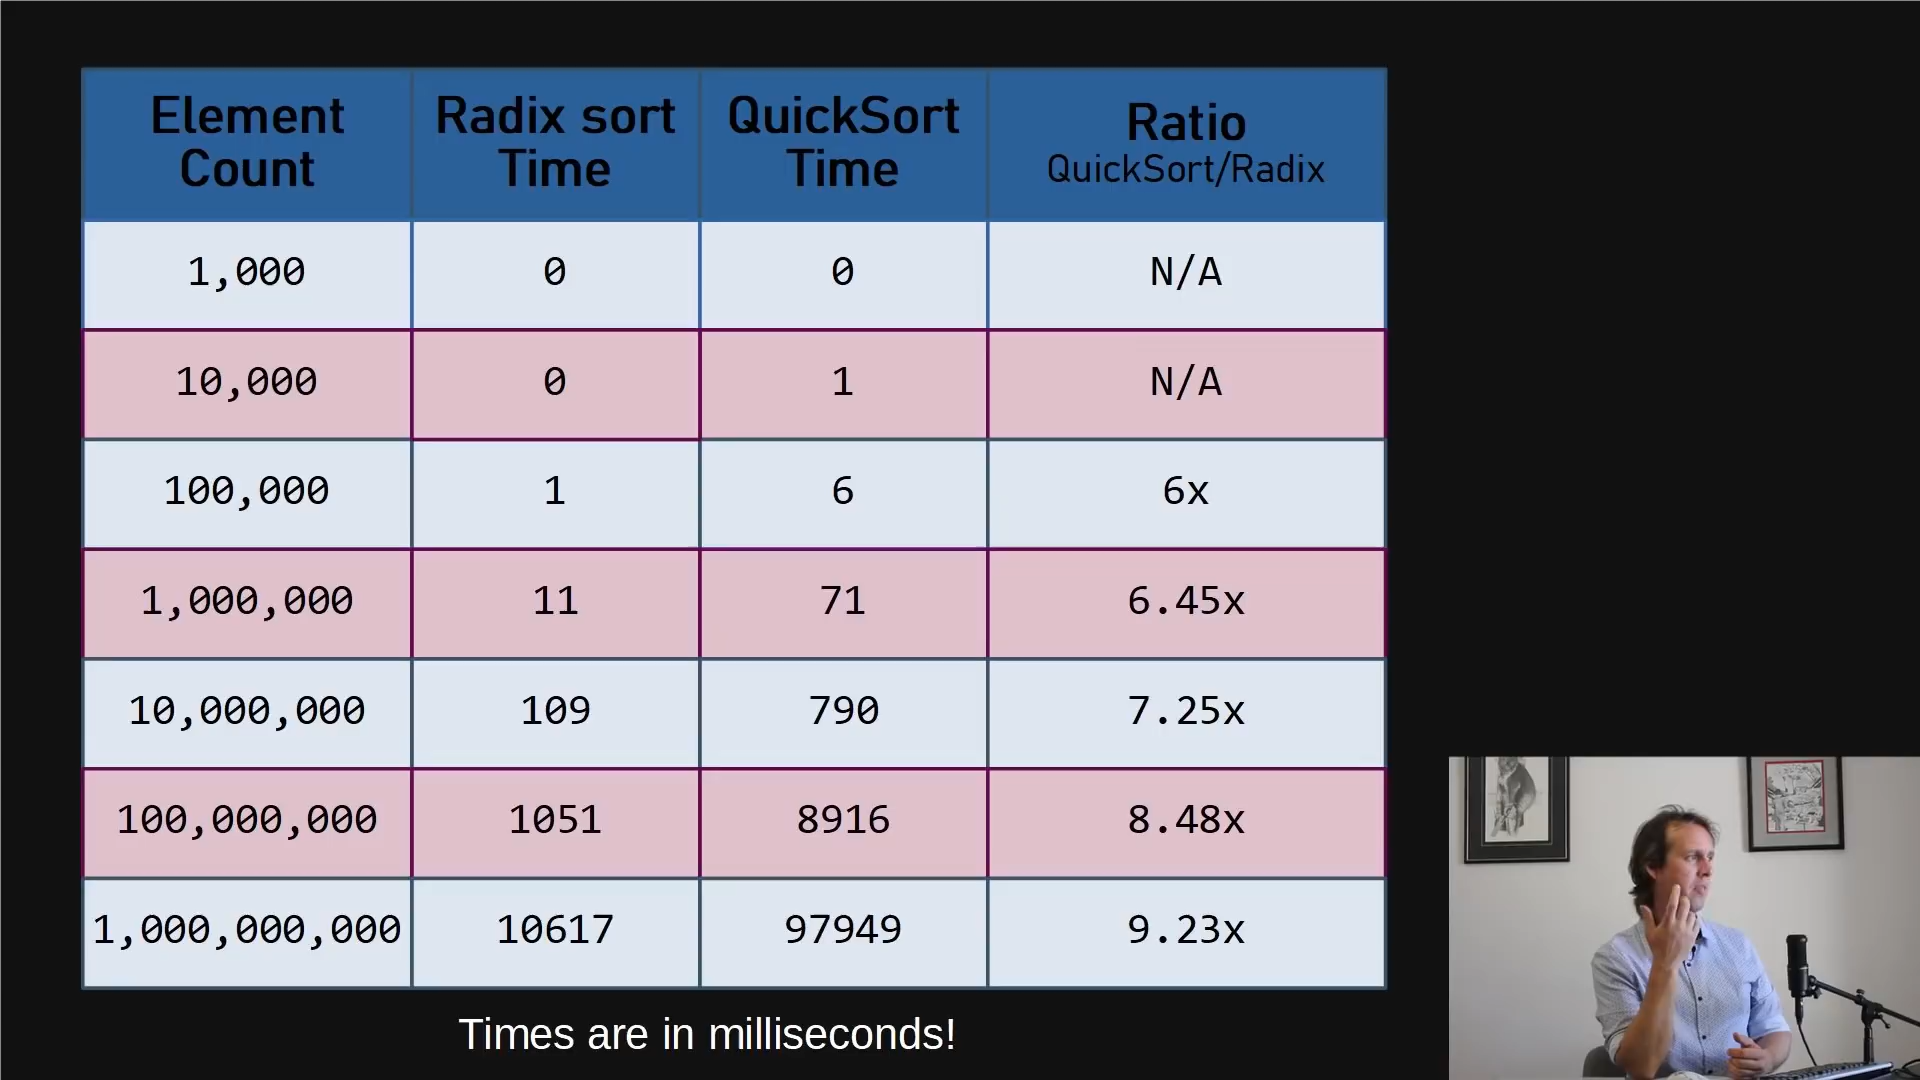 Element Count
Radix sort Time
QuickSort Time
Ratio QuickSort/Radix
1,000 0 0 N/A
10,000 0 1 N/A
100,000 1 6 6x
1,000,000 11 71 6.45x
10,000,000 109 790 7.25x
100,000,000 1051 8916 8.48x
1,000,000,000 10617 97949 9.23x
Times are in milliseconds!